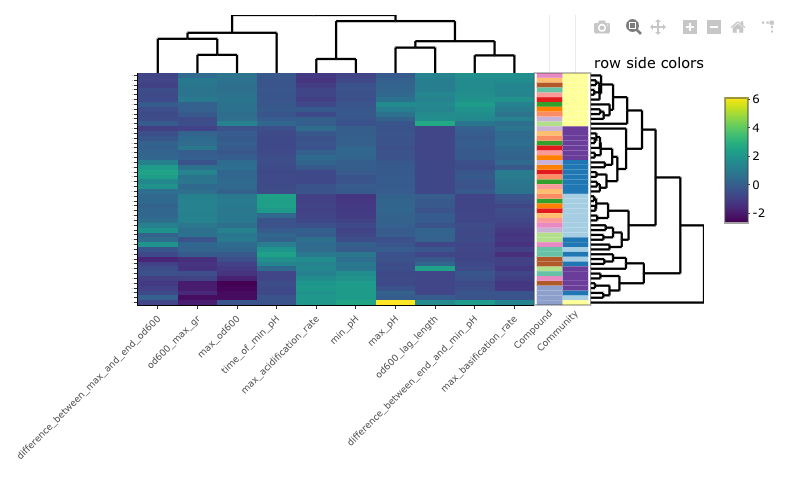 row side colors
6
4
2
0
-2
difference_between_max_and_end_od600
od600_max_gr
max_od600
time_of_min_pH
max_acidification_rate
min_pH
max_pH
od600_lag_length
difference_between_end_and_min_pH
max_basification_rate
Compound
Community